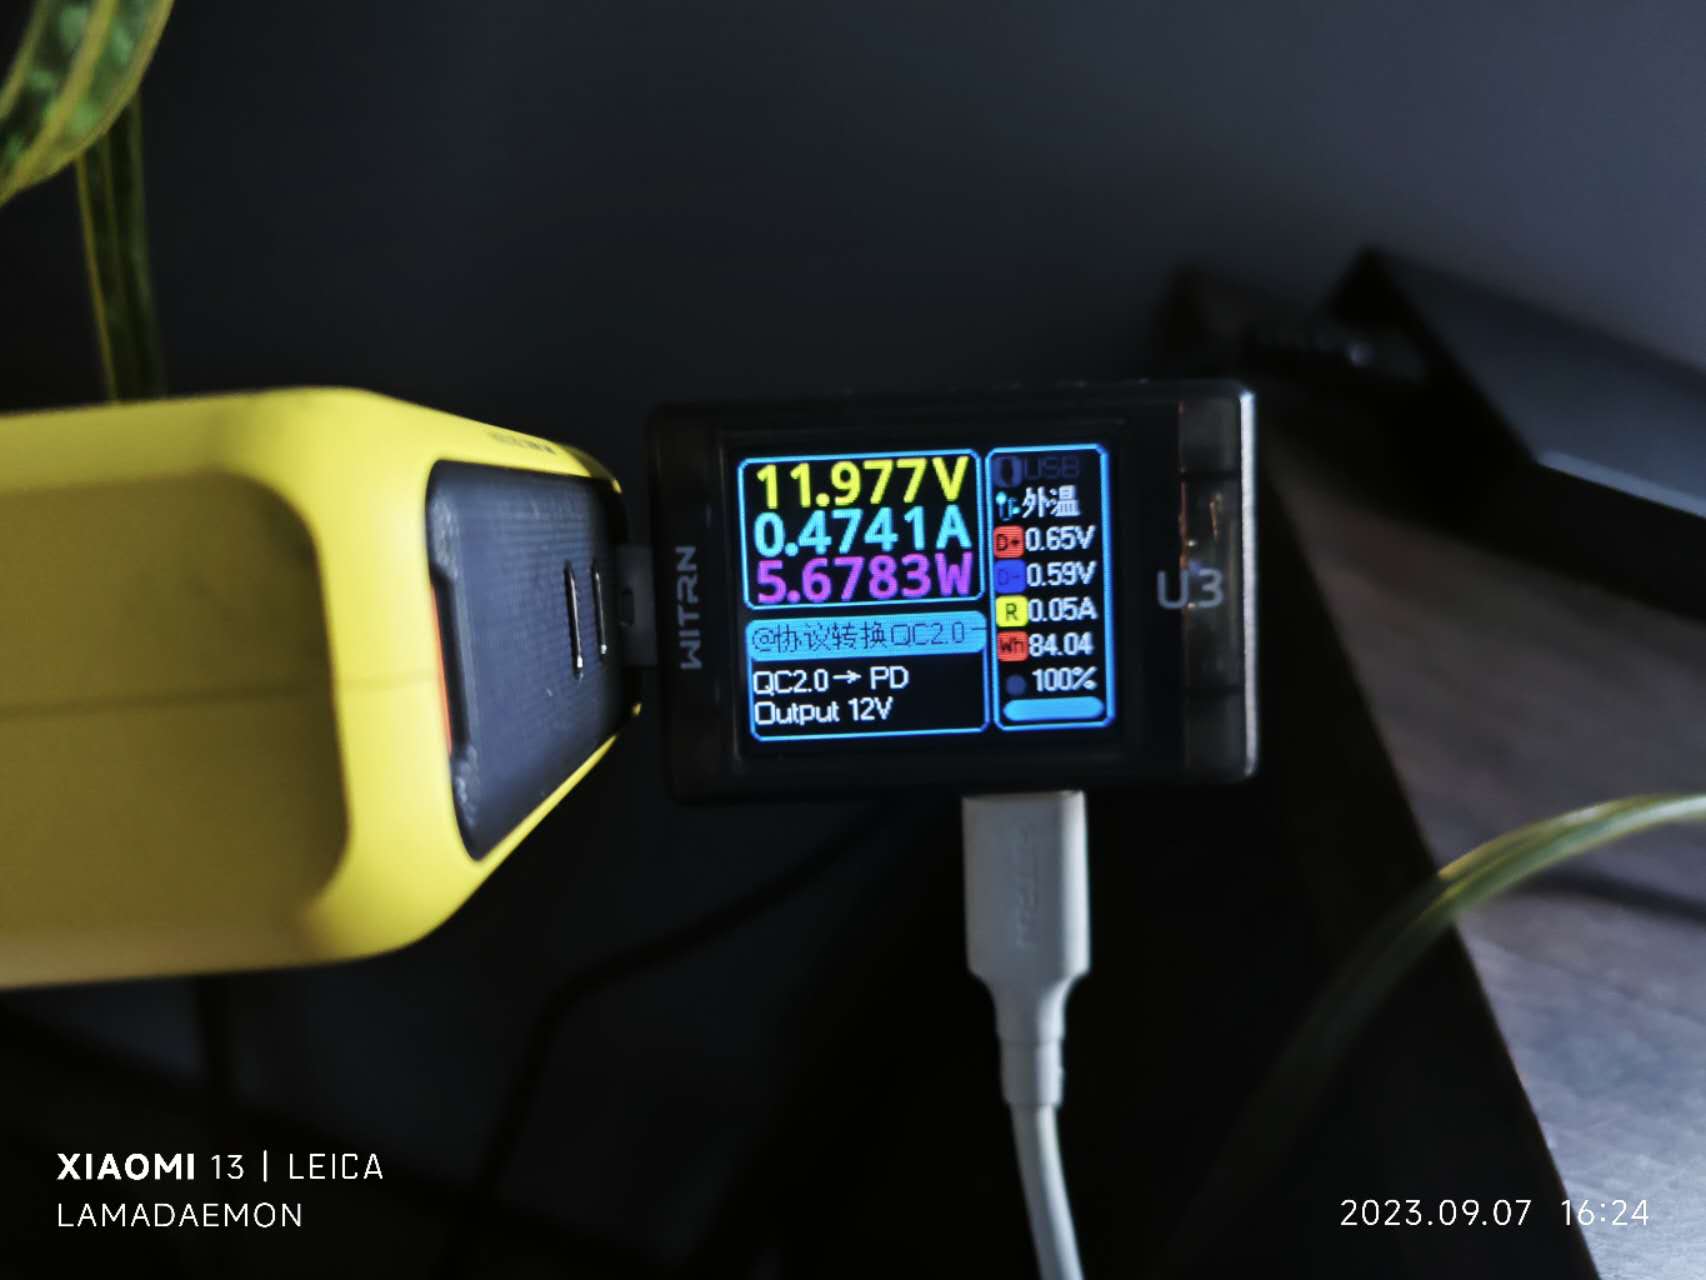 11.977V
0.4741A
5.6783W
@协议转换QC2.0-
QC2.0→ PD
Output 12V
USB
外温
D+ 0.65V
D- 0.59V
R 0.05A
Wh 84.04
100%
WITRN
U3
XIAOMI 13 | LEICA
LAMADAEMON
2023.09.07 16:24